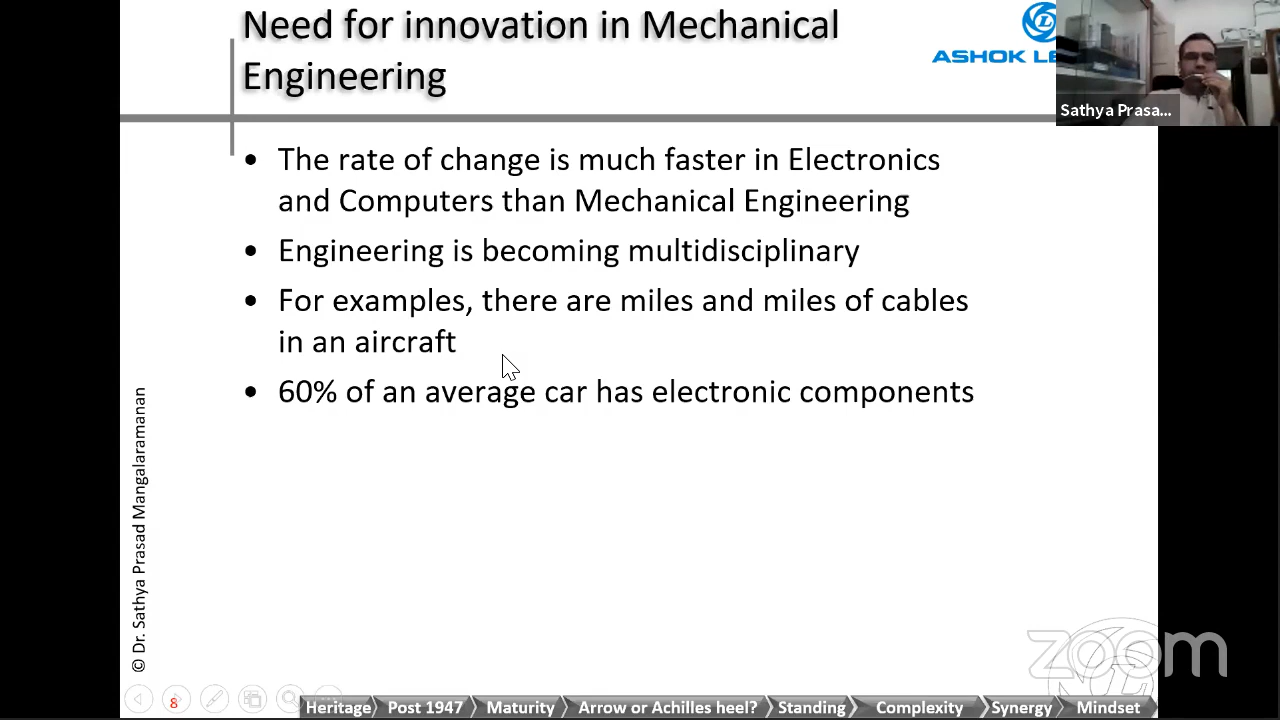 Need for innovation in Mechanical
Engineering
ASHOK LE
Sathya Prasa...
• The rate of change is much faster in Electronics
and Computers than Mechanical Engineering
• Engineering is becoming multidisciplinary
• For examples, there are miles and miles of cables
in an aircraft
• 60% of an average car has electronic components
© Dr. Sathya Prasad Mangalaramanan
zoom
8
Heritage Post 1947 Maturity Arrow or Achilles heel? Standing Complexity Synergy Mindset